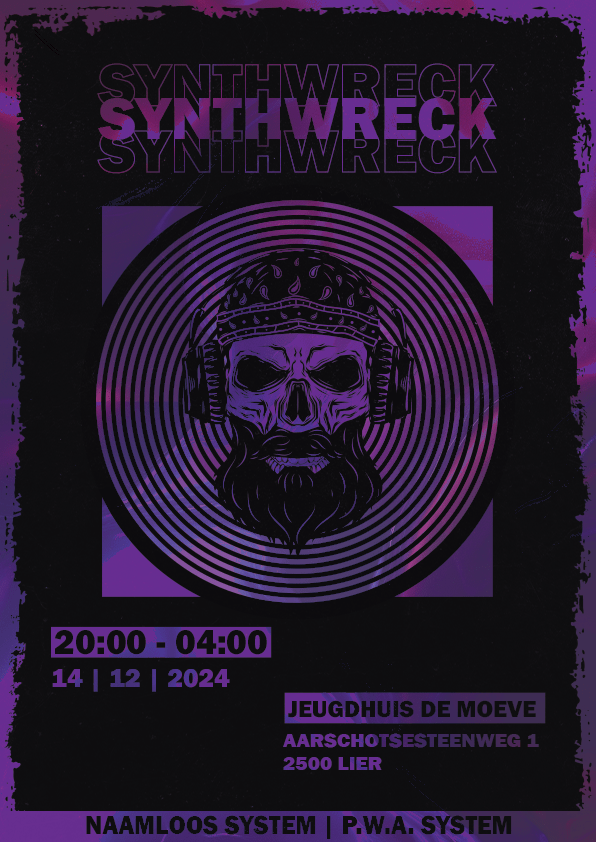 SYNTHWRECK
SYNTHWRECK
SYNTHWRECK
20:00 - 04:00
14 | 12 | 2024
JEUGDHUIS DE MOEVE
AARSCHOTSESTEENWEG 1
2500 LIER
NAAMLOOS SYSTEM | P.W.A. SYSTEM